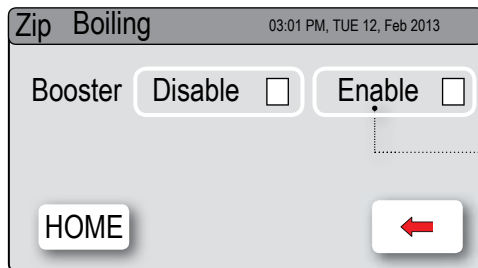 Zip Boiling 03:01 PM, TUE 12, Feb 2013
Booster Disable Enable
HOME